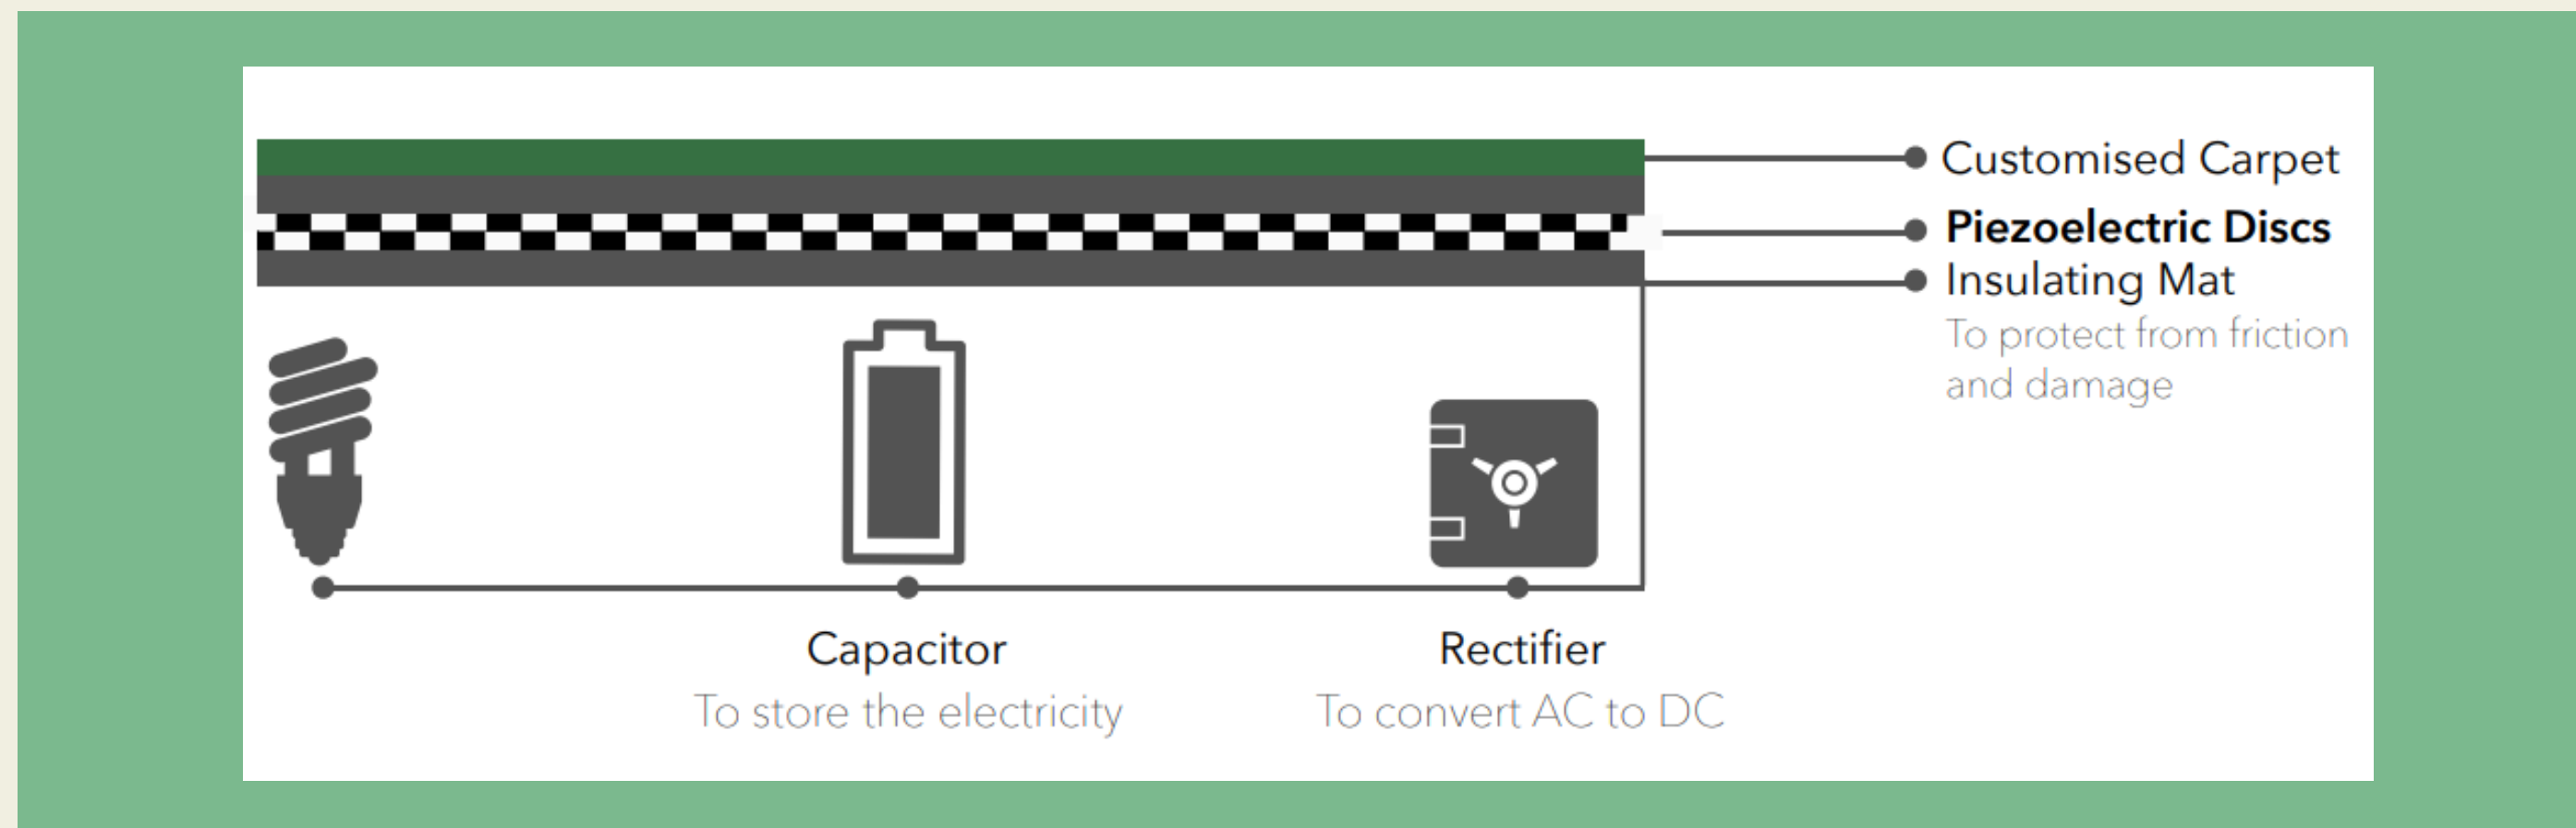 Customised Carpet
Piezoelectric Discs
Insulating Mat
To protect from friction
and damage
Capacitor
To store the electricity
Rectifier
To convert AC to DC